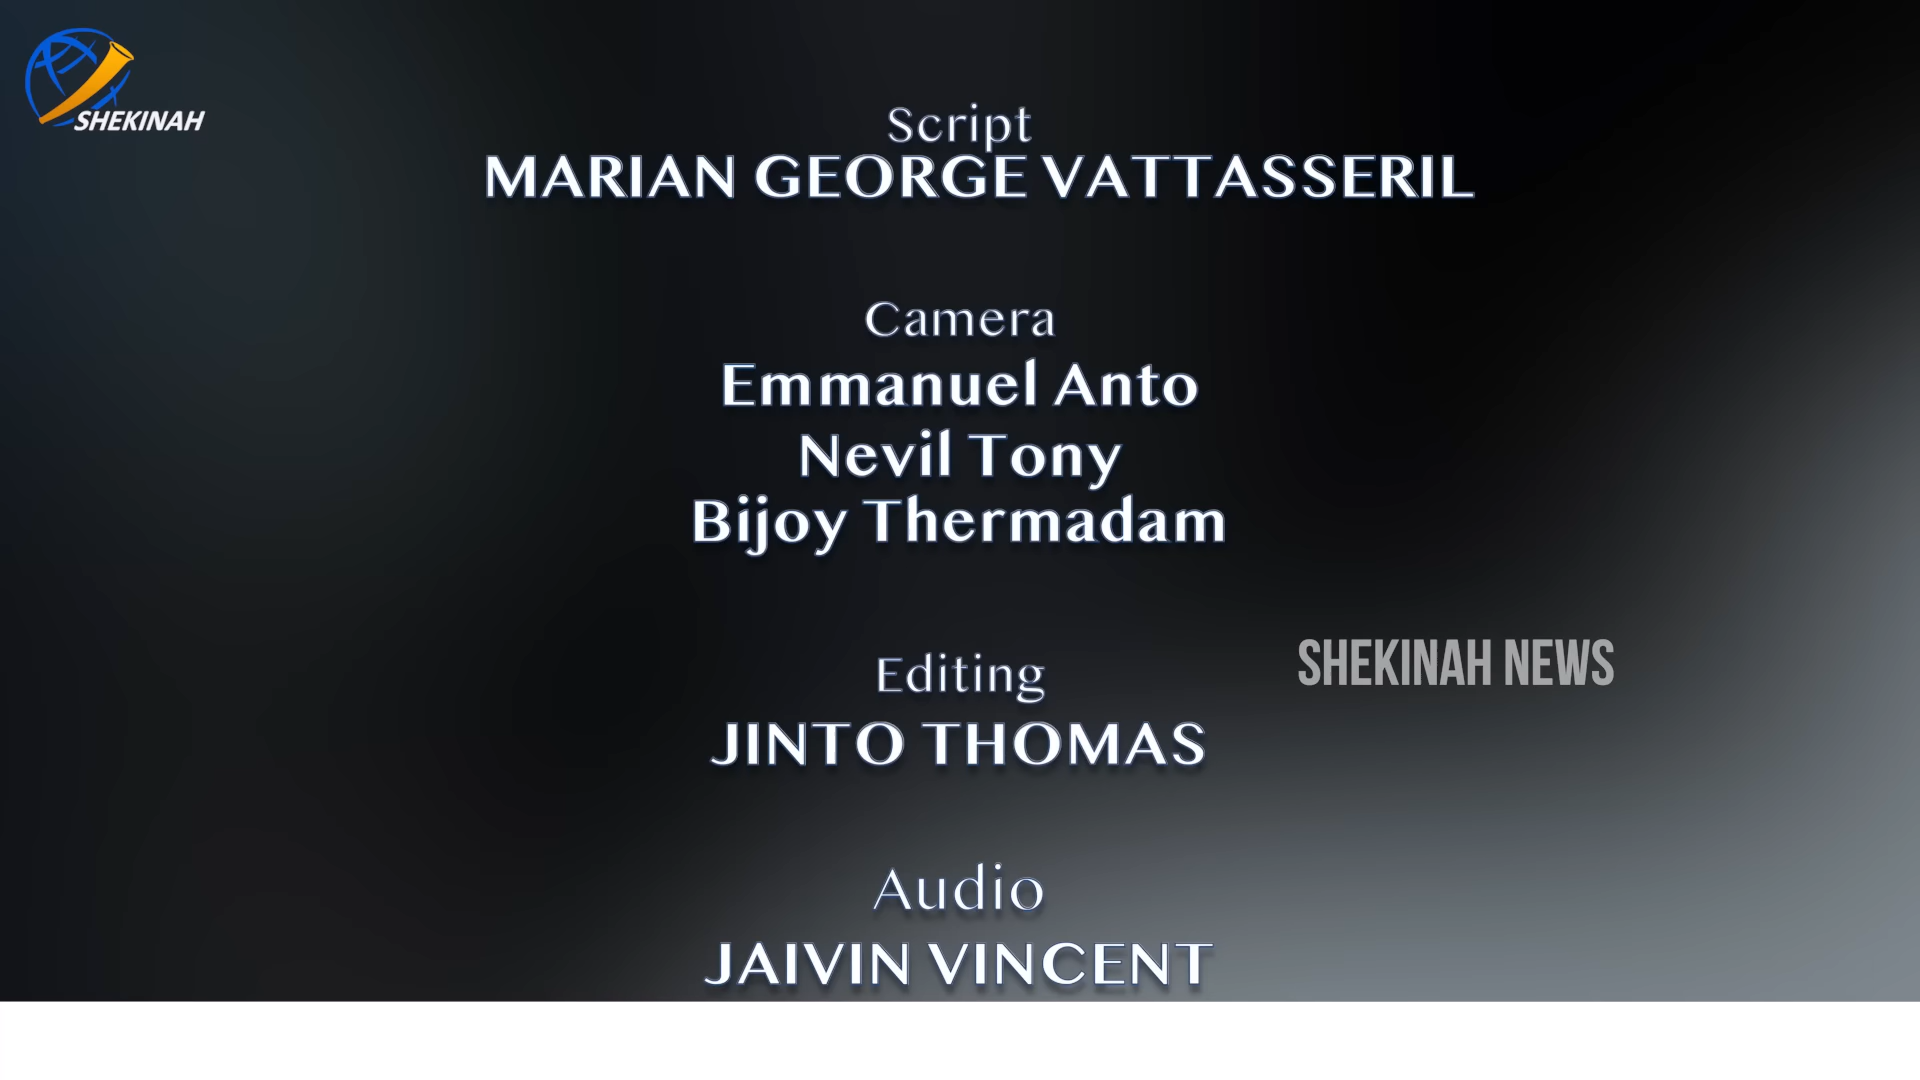 SHEKINAH
Script
MARIAN GEORGE VATTASSERIL
Camera
Emmanuel Anto
Nevil Tony
Bijoy Thermadam
Editing
SHEKINAH NEWS
JINTO THOMAS
Audio
JAIVIN VINCENT